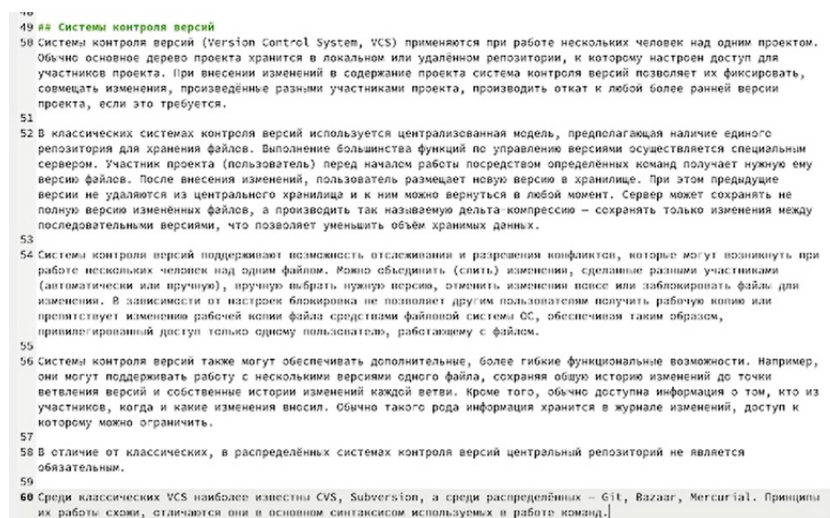 48
49 ## Системы контроля версий
50 Системы контроля версий (Version Control System, VCS) применяются при работе нескольких человек над одним проектом.
Обычно основное дерево проекта хранится в локальном или удалённом репозитории, к которому настроен доступ для
участников проекта. При внесении изменений в содержание проекта система контроля версий позволяет их фиксировать,
совмещать изменения, произведённые разными участниками проекта, производить откат к любой более ранней версии
проекта, если это требуется.
51
52 В классических системах контроля версий используется централизованная модель, предполагающая наличие единого
репозитория для хранения файлов. Выполнение большинства функций по управлению версиями осуществляется специальным
сервером. Участник проекта (пользователь) перед началом работы посредством определённых команд получает нужную ему
версию файлов. После внесения изменений, пользователь размещает новую версию в хранилище. При этом предыдущие
версии не удаляются из центрального хранилища и к ним можно вернуться в любой момент. Сервер может сохранять не
полную версию изменённых файлов, а производить так называемую дельта-компрессию — сохранять только изменения между
последовательными версиями, что позволяет уменьшить объём хранимых данных.
53
54 Системы контроля версий поддерживают возможность отслеживания и разрешения конфликтов, которые могут возникнуть при
работе нескольких человек над одним файлом. Можно объединить (слить) изменения, сделанные разными участниками
(автоматически или вручную), вручную выбрать нужную версию, отменить изменения вовсе или заблокировать файлы для
изменения. В зависимости от настроек блокировка не позволяет другим пользователям получить рабочую копию или
препятствует изменению рабочей копии файла средствами файловой системы ОС, обеспечивая таким образом,
привилегированный доступ только одному пользователю, работающему с файлом.
55
56 Системы контроля версий также могут обеспечивать дополнительные, более гибкие функциональные возможности. Например,
они могут поддерживать работу с несколькими версиями одного файла, сохраняя общую историю изменений до точки
ветвления версий и собственные истории изменений каждой ветви. Кроме того, обычно доступна информация о том, кто из
участников, когда и какие изменения вносил. Обычно такого рода информация хранится в журнале изменений, доступ к
которому можно ограничить.
57
58 В отличие от классических, в распределённых системах контроля версий центральный репозиторий не является
обязательным.
59
60 Среди классических VCS наиболее известны CVS, Subversion, а среди распределённых — Git, Bazaar, Mercurial. Принципы
их работы схожи, отличаются они в основном синтаксисом используемых в работе команд.